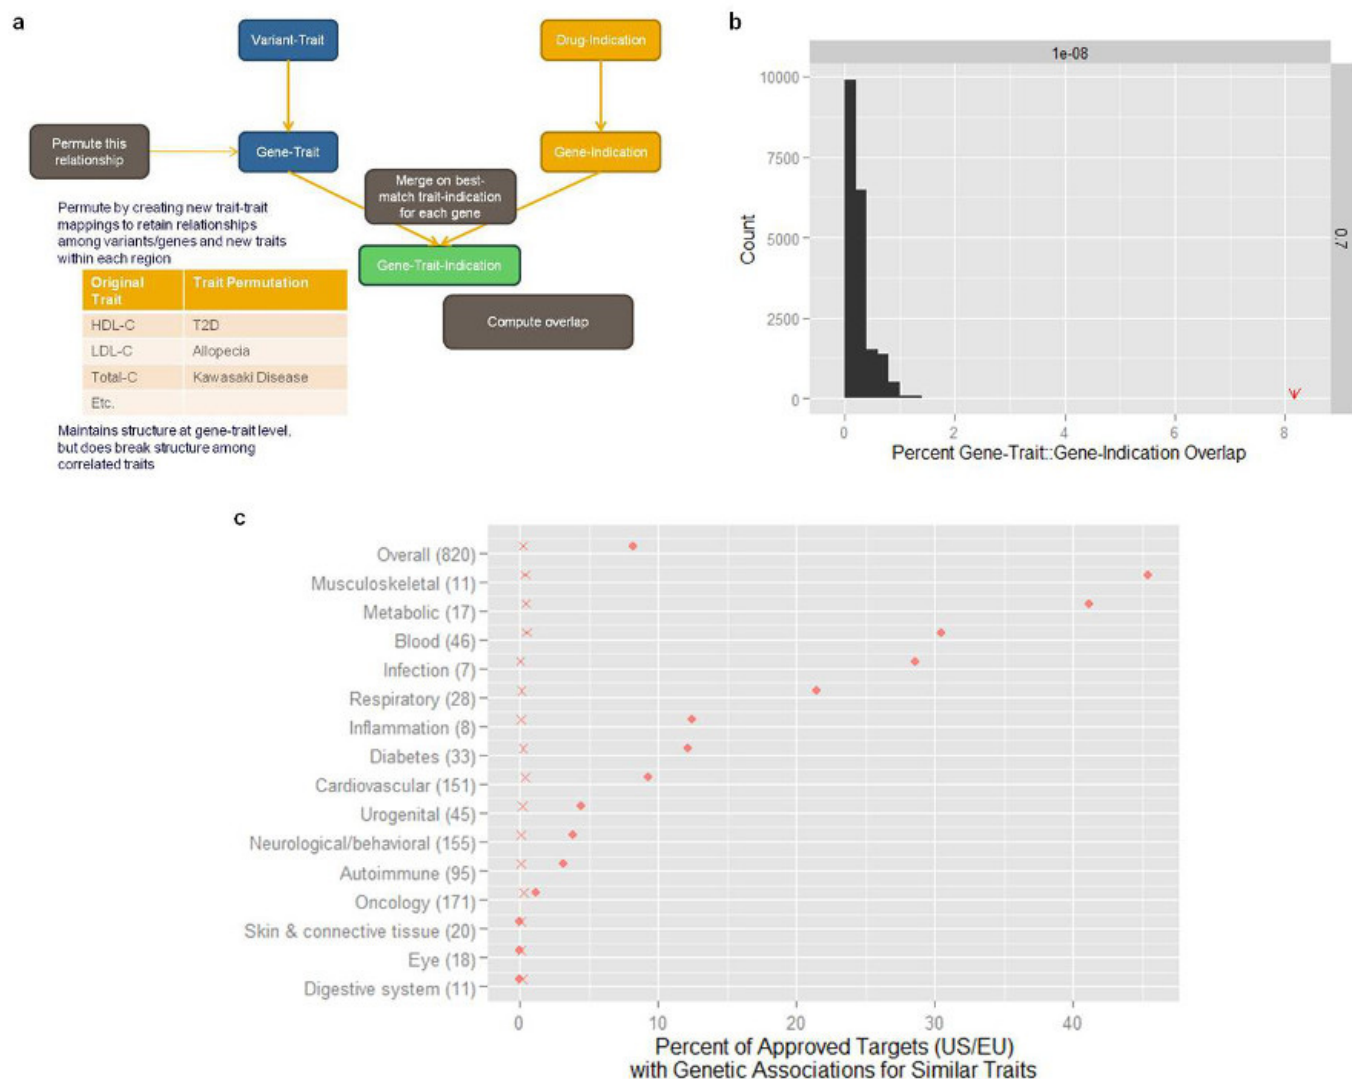 a
Variant-Trait
Drug-Indication
Permute this
relationship
Gene-Trait
Gene-Indication
Merge on best-
match trait-indication
for each gene
Gene-Trait-Indication
Compute overlap
Permute by creating new trait-trait
mappings to retain relationships
among variants/genes and new traits
within each region
Original
Trait
Trait Permutation
HDL-C T2D
LDL-C Allopecia
Total-C Kawasaki Disease
Etc.
Maintains structure at gene-trait level,
but does break structure among
correlated traits
b
1e-08
10000
7500
5000
2500
0
Count
0.7
0 2 4 6 8
Percent Gene-Trait::Gene-Indication Overlap
c
Overall (820)
Musculoskeletal (11)
Metabolic (17)
Blood (46)
Infection (7)
Respiratory (28)
Inflammation (8)
Diabetes (33)
Cardiovascular (151)
Urogenital (45)
Neurological/behavioral (155)
Autoimmune (95)
Oncology (171)
Skin & connective tissue (20)
Eye (18)
Digestive system (11)
0 10 20 30 40
Percent of Approved Targets (US/EU)
with Genetic Associations for Similar Traits